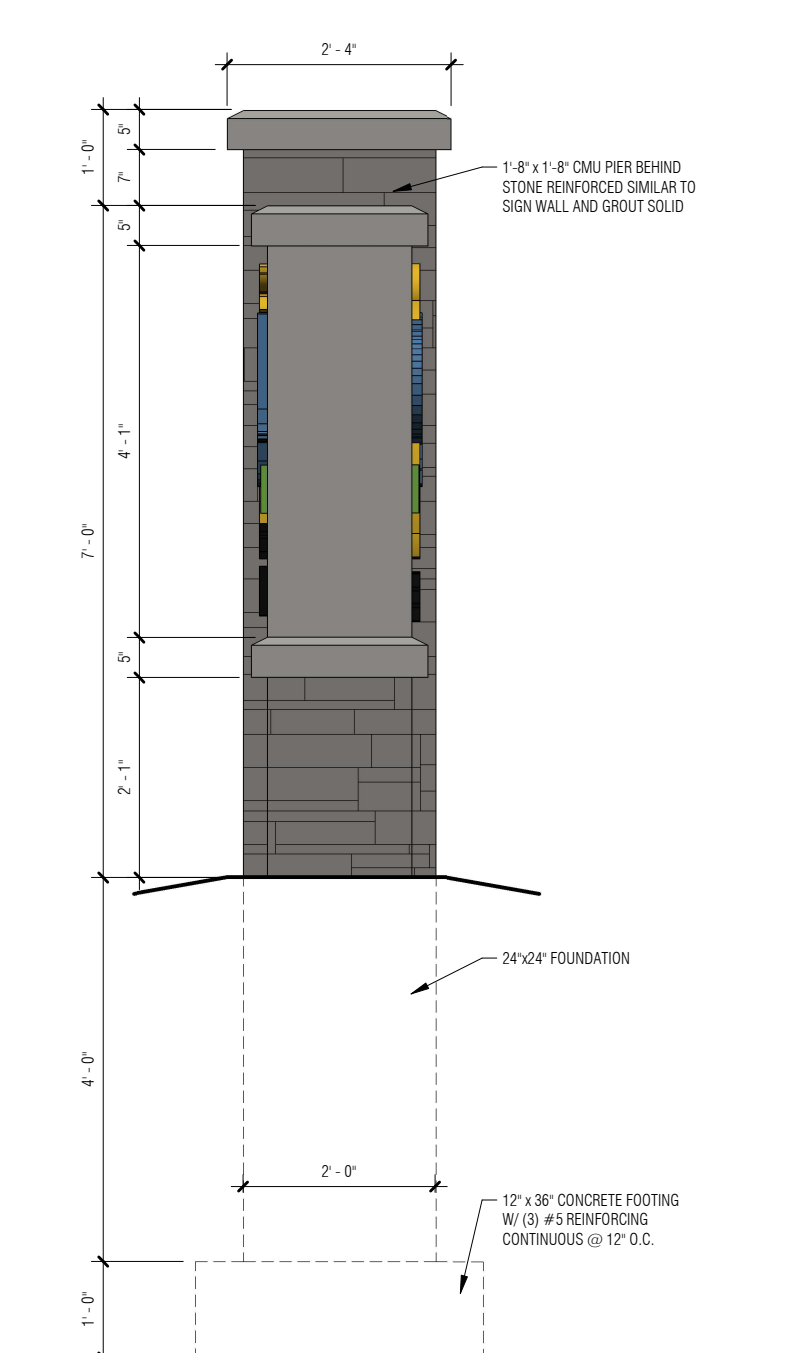 2' - 4"
5"
1' - 0"
7"
1'-8" x 1'-8" CMU PIER BEHIND
STONE REINFORCED SIMILAR TO
SIGN WALL AND GROUT SOLID
5"
4' - 1"
7' - 0"
5"
2' - 1"
24"x24" FOUNDATION
4' - 0"
2' - 0"
12" x 36" CONCRETE FOOTING
W/ (3) #5 REINFORCING
CONTINUOUS @ 12" O.C.
1' - 0"